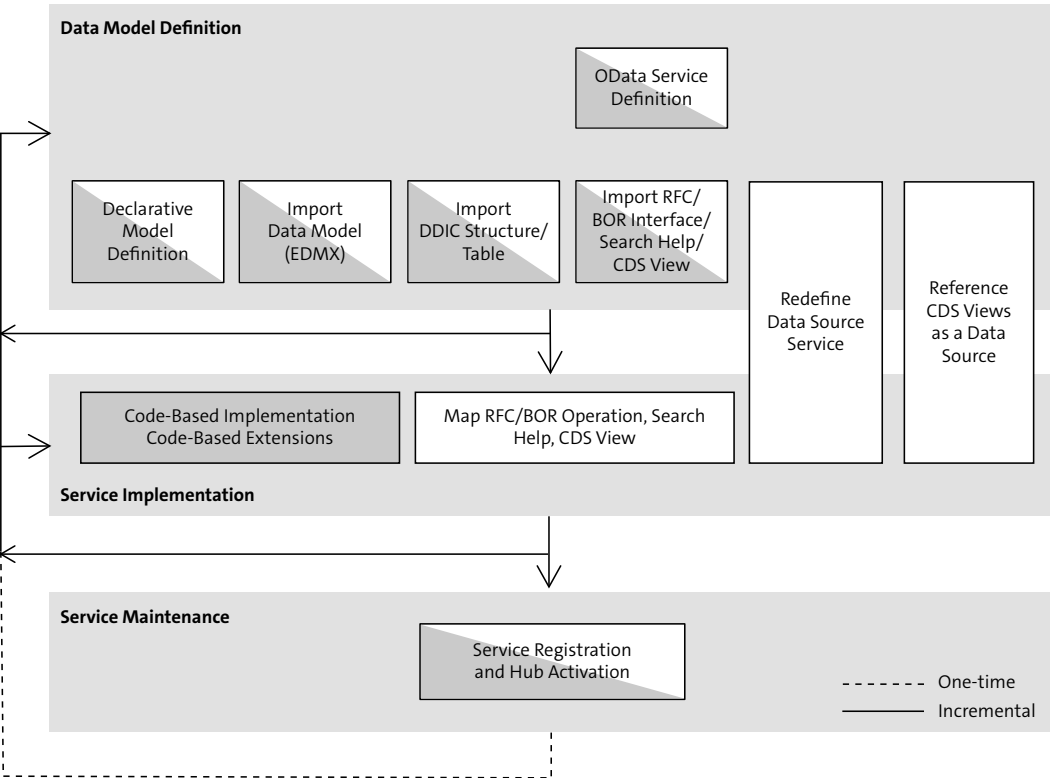 Data Model Definition
OData Service
Definition
Declarative
Model
Definition
Import
Data Model
(EDMX)
Import
DDIC Structure/
Table
Import RFC/
BOR Interface/
Search Help/
CDS View
Redefine
Data Source
Service
Reference
CDS Views
as a Data
Source
Code-Based Implementation
Code-Based Extensions
Map RFC/BOR Operation, Search
Help, CDS View
Service Implementation
Service Maintenance
Service Registration
and Hub Activation
One-time
Incremental